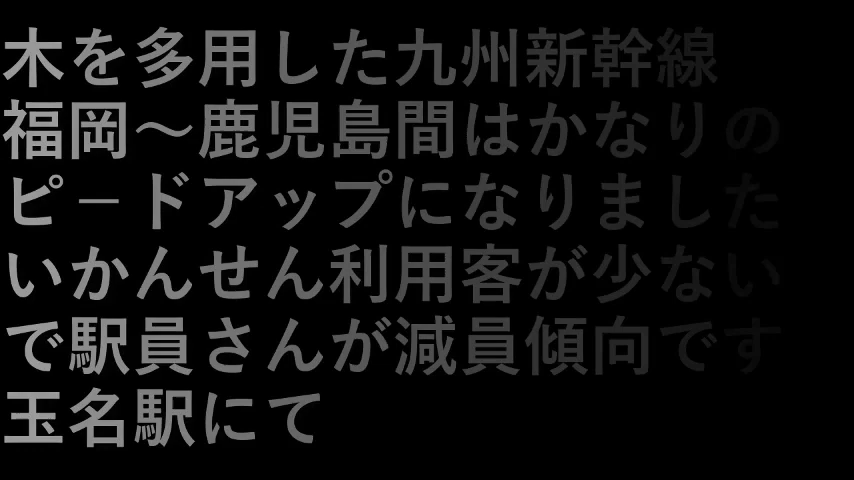 木を多用した九州新幹線
福岡～鹿児島間はかなりの
ピードアップになりました
いかんせん利用客が少ない
で駅員さんが減員傾向です
玉名駅にて